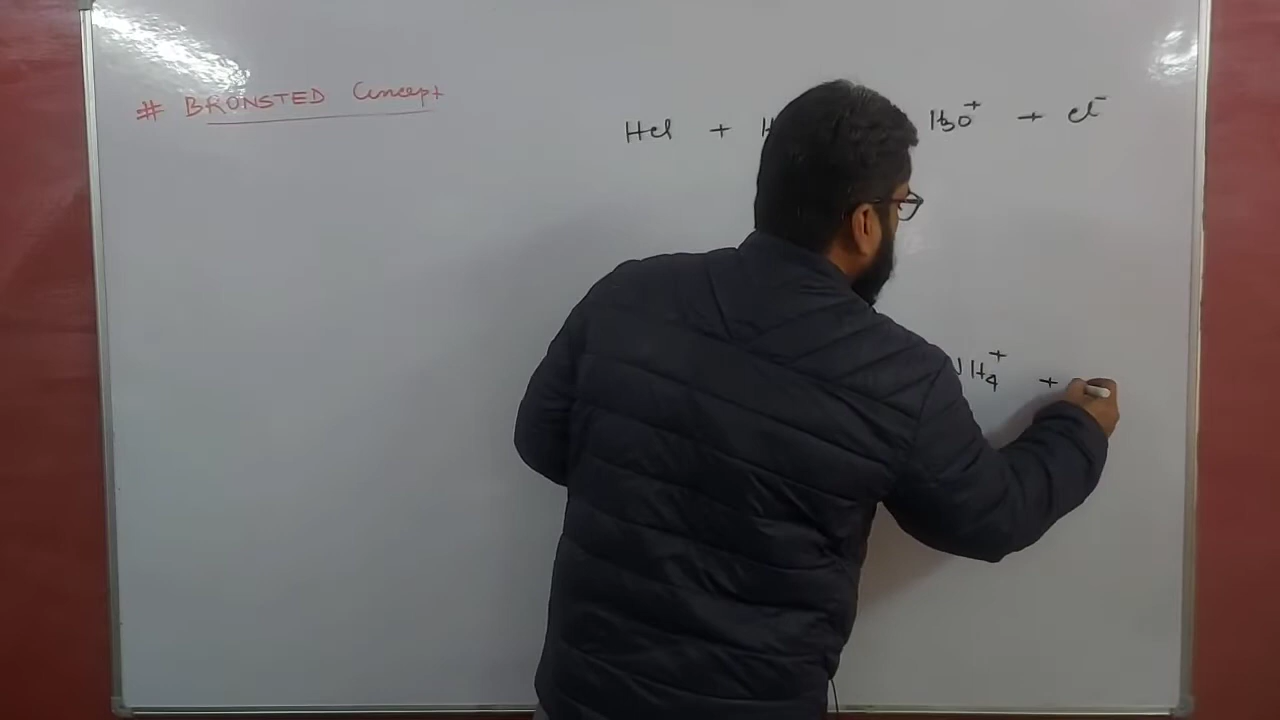 # BRONSTED Concept
HCl + H H₃O⁺ + Cl⁻
NH₄⁺ +